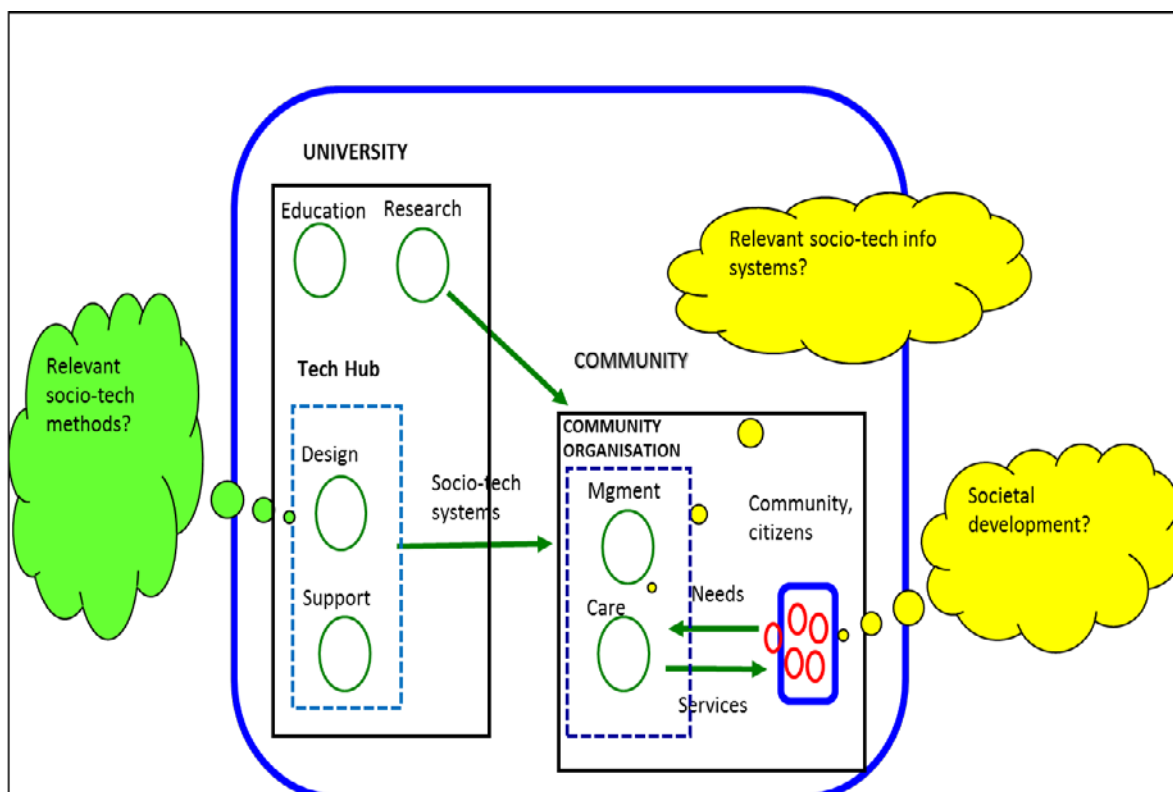 UNIVERSITY
Education
Research
Tech Hub
Design
Support
Socio-tech
systems
Relevant
socio-tech
methods?
COMMUNITY
COMMUNITY
ORGANISATION
Mgment
Care
Community,
citizens
Needs
Services
Relevant socio-tech info
systems?
Societal
development?